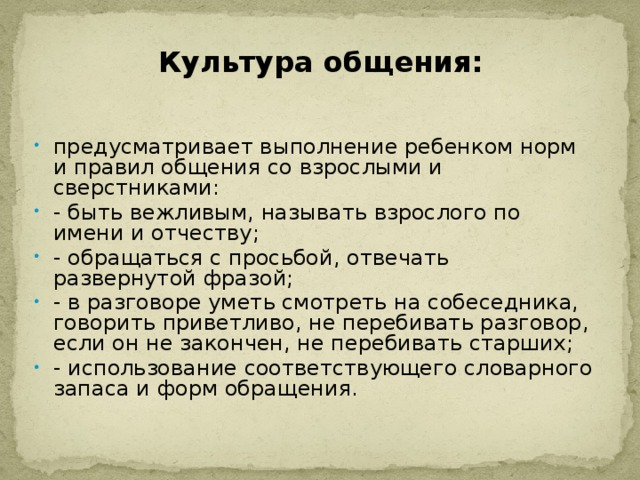 Культура общения:
• предусматривает выполнение ребенком норм
и правил общения со взрослыми и
сверстниками:
• - быть вежливым, называть взрослого по
имени и отчеству;
• - обращаться с просьбой, отвечать
развернутой фразой;
• - в разговоре уметь смотреть на собеседника,
говорить приветливо, не перебивать разговор,
если он не закончен, не перебивать старших;
• - использование соответствующего словарного
запаса и форм обращения.